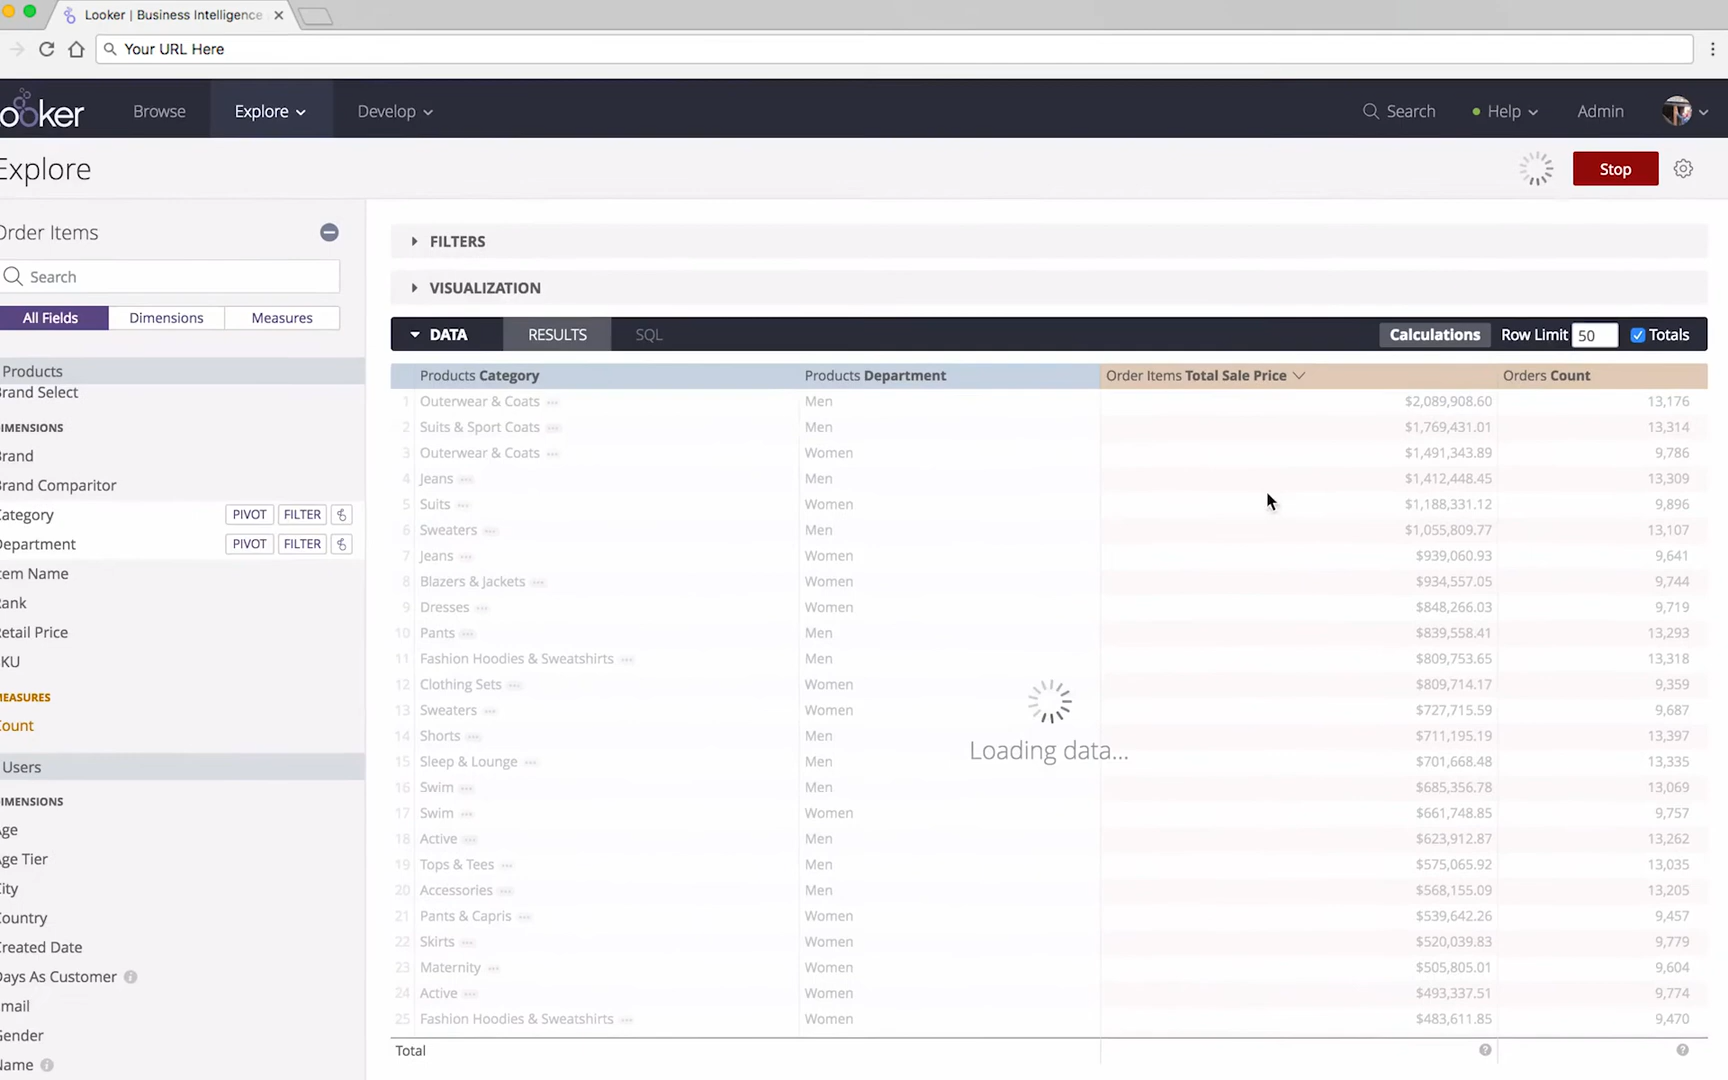 Looker | Business Intelligence
Your URL Here
ooker
Browse
Explore
Develop
Search
Help
Admin
Explore
Stop
Order Items
Search
All Fields
Dimensions
Measures
Products
Brand Select
DIMENSIONS
Brand
Brand Comparitor
Category
PIVOT
FILTER
Department
PIVOT
FILTER
tem Name
Rank
Retail Price
KU
MEASURES
Count
Users
DIMENSIONS
Age
Age Tier
City
Country
Created Date
Days As Customer
mail
Gender
Name
FILTERS
VISUALIZATION
DATA
RESULTS
SQL
Calculations
Row Limit 50
Totals
Products Category Products Department Order Items Total Sale Price Orders Count
1 Outerwear & Coats Men $2,089,908.60 13,176
2 Suits & Sport Coats Men $1,769,431.01 13,314
3 Outerwear & Coats Women $1,491,343.89 9,786
4 Jeans Men $1,412,448.45 13,309
5 Suits Women $1,188,331.12 9,896
6 Sweaters Men $1,055,809.77 13,107
7 Jeans Women $939,060.93 9,641
8 Blazers & Jackets Women $934,557.05 9,744
9 Dresses Women $848,266.03 9,719
10 Pants Men $839,558.41 13,293
11 Fashion Hoodies & Sweatshirts Men $809,753.65 13,318
12 Clothing Sets Women $809,714.17 9,359
13 Sweaters Women $727,715.59 9,687
14 Shorts Men $711,195.19 13,397
15 Sleep & Lounge Men $701,668.48 13,335
16 Swim Men $685,356.78 13,069
17 Swim Women $661,748.85 9,757
18 Active Men $623,912.87 13,262
19 Tops & Tees Men $575,065.92 13,035
20 Accessories Men $568,155.09 13,205
21 Pants & Capris Women $539,642.26 9,457
22 Skirts Women $520,039.83 9,779
23 Maternity Women $505,805.01 9,604
24 Active Women $493,337.51 9,774
25 Fashion Hoodies & Sweatshirts Women $483,611.85 9,470
Loading data...
Total